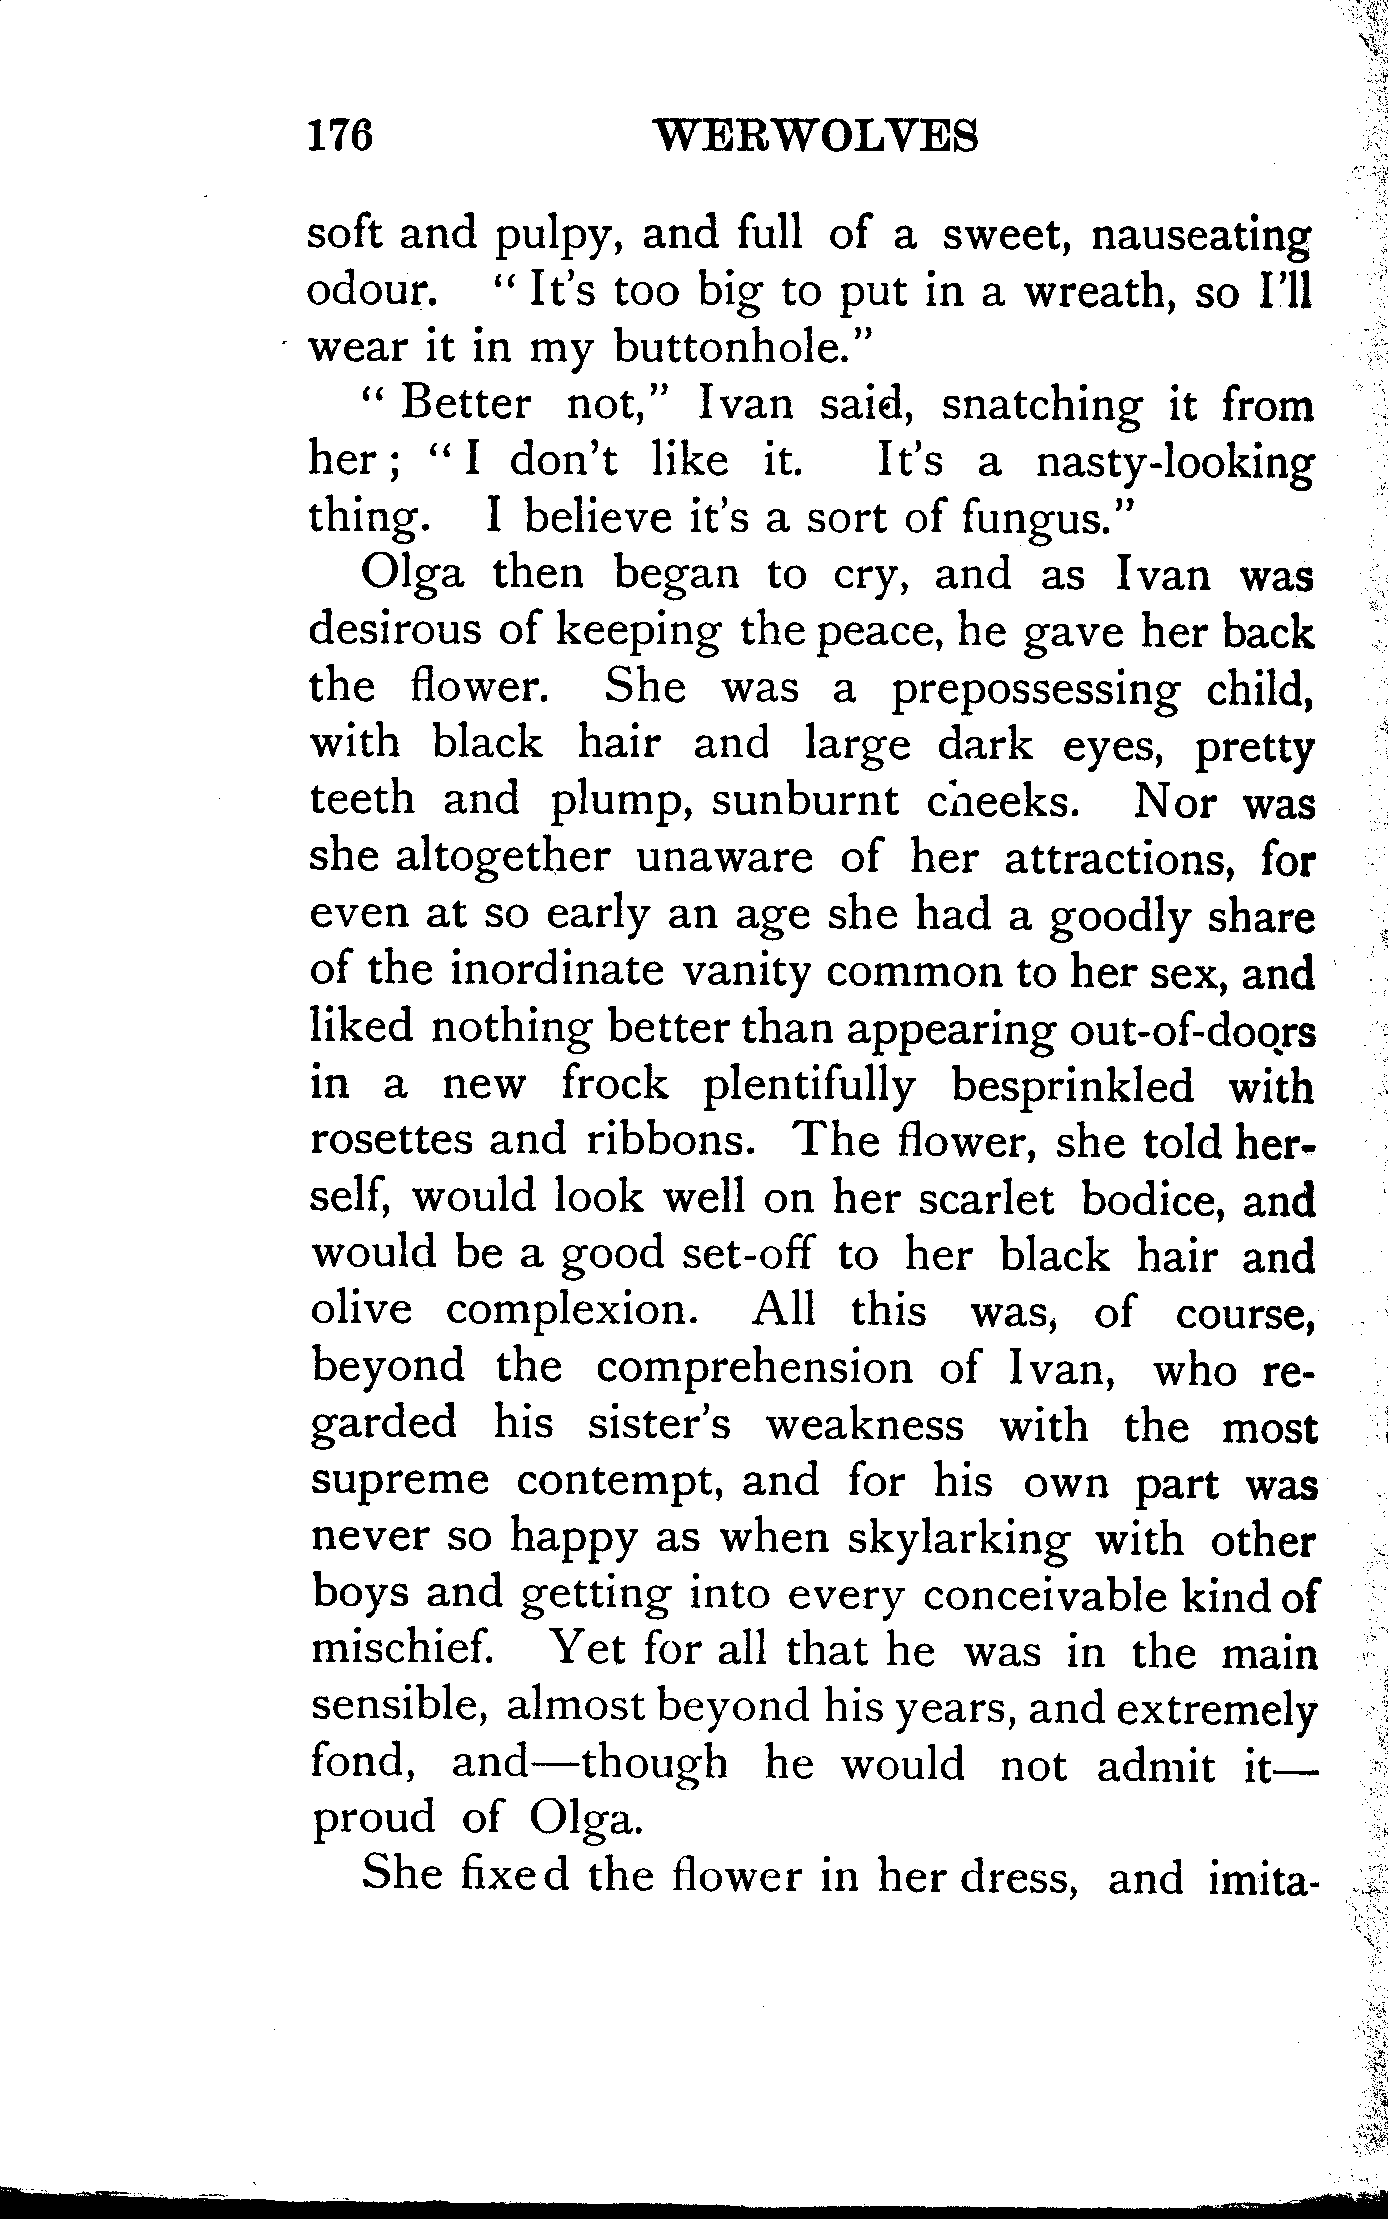 176 WERWOLVES
soft and pulpy, and full of a sweet, nauseating
odour. " It's too big to put in a wreath, so I'll
wear it in my buttonhole."
" Better not," Ivan said, snatching it from
her ; " I don't like it. It's a nasty-looking
thing. I believe it's a sort of fungus."
Olga then began to cry, and as Ivan was
desirous of keeping the peace, he gave her back
the flower. She was a prepossessing child,
with black hair and large dark eyes, pretty
teeth and plump, sunburnt cheeks. Nor was
she altogether unaware of her attractions, for
even at so early an age she had a goodly share
of the inordinate vanity common to her sex, and
liked nothing better than appearing out-of-doors
in a new frock plentifully besprinkled with
rosettes and ribbons. The flower, she told her-
self, would look well on her scarlet bodice, and
would be a good set-off to her black hair and
olive complexion. All this was, of course,
beyond the comprehension of Ivan, who re-
garded his sister's weakness with the most
supreme contempt, and for his own part was
never so happy as when skylarking with other
boys and getting into every conceivable kind of
mischief. Yet for all that he was in the main
sensible, almost beyond his years, and extremely
fond, and—though he would not admit it—
proud of Olga.
She fixed the flower in her dress, and imita-